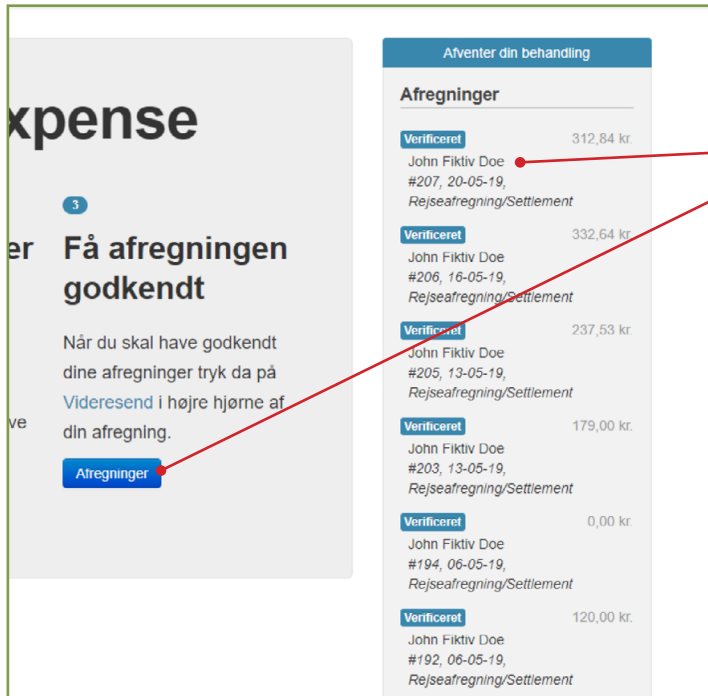 xpense
3
er
Få afregningen
godkendt
Når du skal have godkendt
dine afregninger tryk da på
Videresend i højre hjørne af
din afregning.
ve
Afregninger
Afventer din behandling
Afregninger
Verificeret 312,84 kr.
John Fiktiv Doe
#207, 20-05-19,
Rejseafregning/Settlement
Verificeret 332,64 kr.
John Fiktiv Doe
#206, 16-05-19,
Rejseafregning/Settlement
Verificeret 237,53 kr.
John Fiktiv Doe
#205, 13-05-19,
Rejseafregning/Settlement
Verificeret 179,00 kr.
John Fiktiv Doe
#203, 13-05-19,
Rejseafregning/Settlement
Verificeret 0,00 kr.
John Fiktiv Doe
#194, 06-05-19,
Rejseafregning/Settlement
Verificeret 120,00 kr.
John Fiktiv Doe
#192, 06-05-19,
Rejseafregning/Settlement